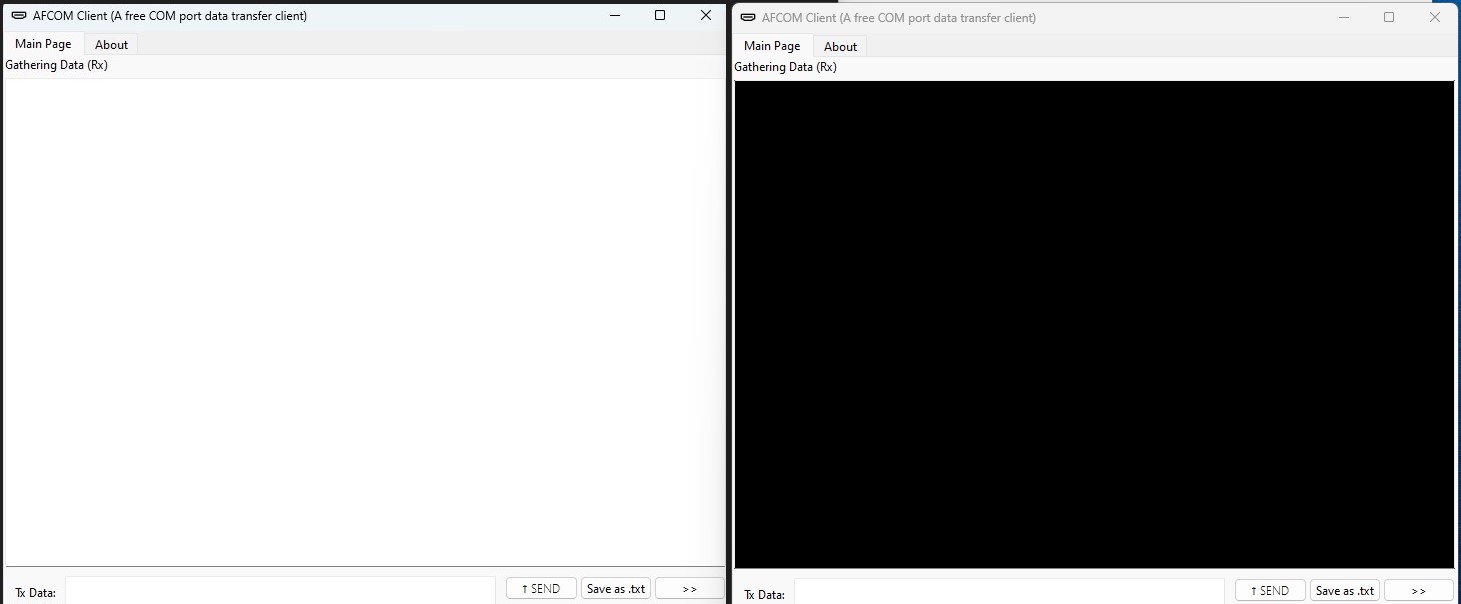 AFCOM Client (A free COM port data transfer client)
Main Page About
Gathering Data (Rx)
Tx Data: ↑ SEND Save as .txt >>
AFCOM Client (A free COM port data transfer client)
Main Page About
Gathering Data (Rx)
Tx Data: ↑ SEND Save as .txt >>